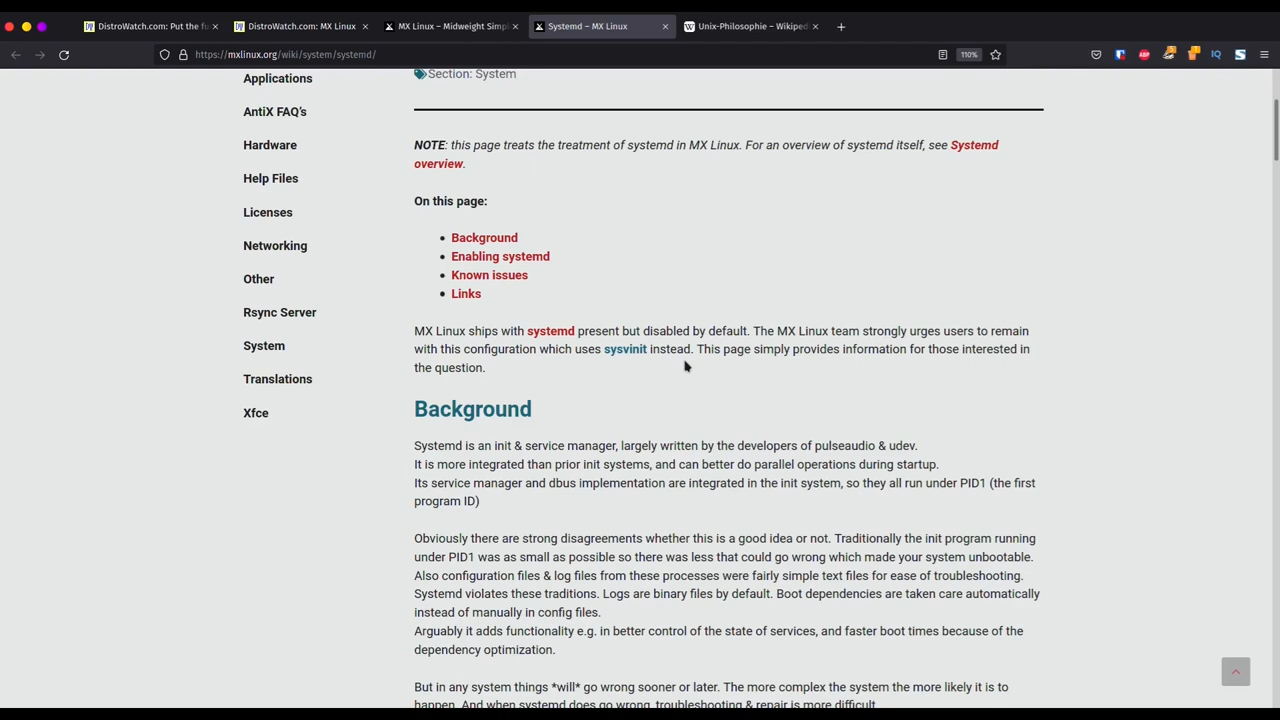 DistroWatch.com: Put the fu
DistroWatch.com: MX Linux
MX Linux – Midweight Simpl
Systemd – MX Linux
Unix-Philosophie – Wikiped
https://mxlinux.org/wiki/system/systemd/
110%
Applications
AntiX FAQ's
Hardware
Help Files
Licenses
Networking
Other
Rsync Server
System
Translations
Xfce
Section: System
NOTE: this page treats the treatment of systemd in MX Linux. For an overview of systemd itself, see Systemd
overview.
On this page:
Background
Enabling systemd
Known issues
Links
MX Linux ships with systemd present but disabled by default. The MX Linux team strongly urges users to remain
with this configuration which uses sysvinit instead. This page simply provides information for those interested in
the question.
Background
Systemd is an init & service manager, largely written by the developers of pulseaudio & udev.
It is more integrated than prior init systems, and can better do parallel operations during startup.
Its service manager and dbus implementation are integrated in the init system, so they all run under PID1 (the first
program ID)
Obviously there are strong disagreements whether this is a good idea or not. Traditionally the init program running
under PID1 was as small as possible so there was less that could go wrong which made your system unbootable.
Also configuration files & log files from these processes were fairly simple text files for ease of troubleshooting.
Systemd violates these traditions. Logs are binary files by default. Boot dependencies are taken care automatically
instead of manually in config files.
Arguably it adds functionality e.g. in better control of the state of services, and faster boot times because of the
dependency optimization.
But in any system things *will* go wrong sooner or later. The more complex the system the more likely it is to
happen. And when systemd does go wrong, troubleshooting & repair is more difficult.